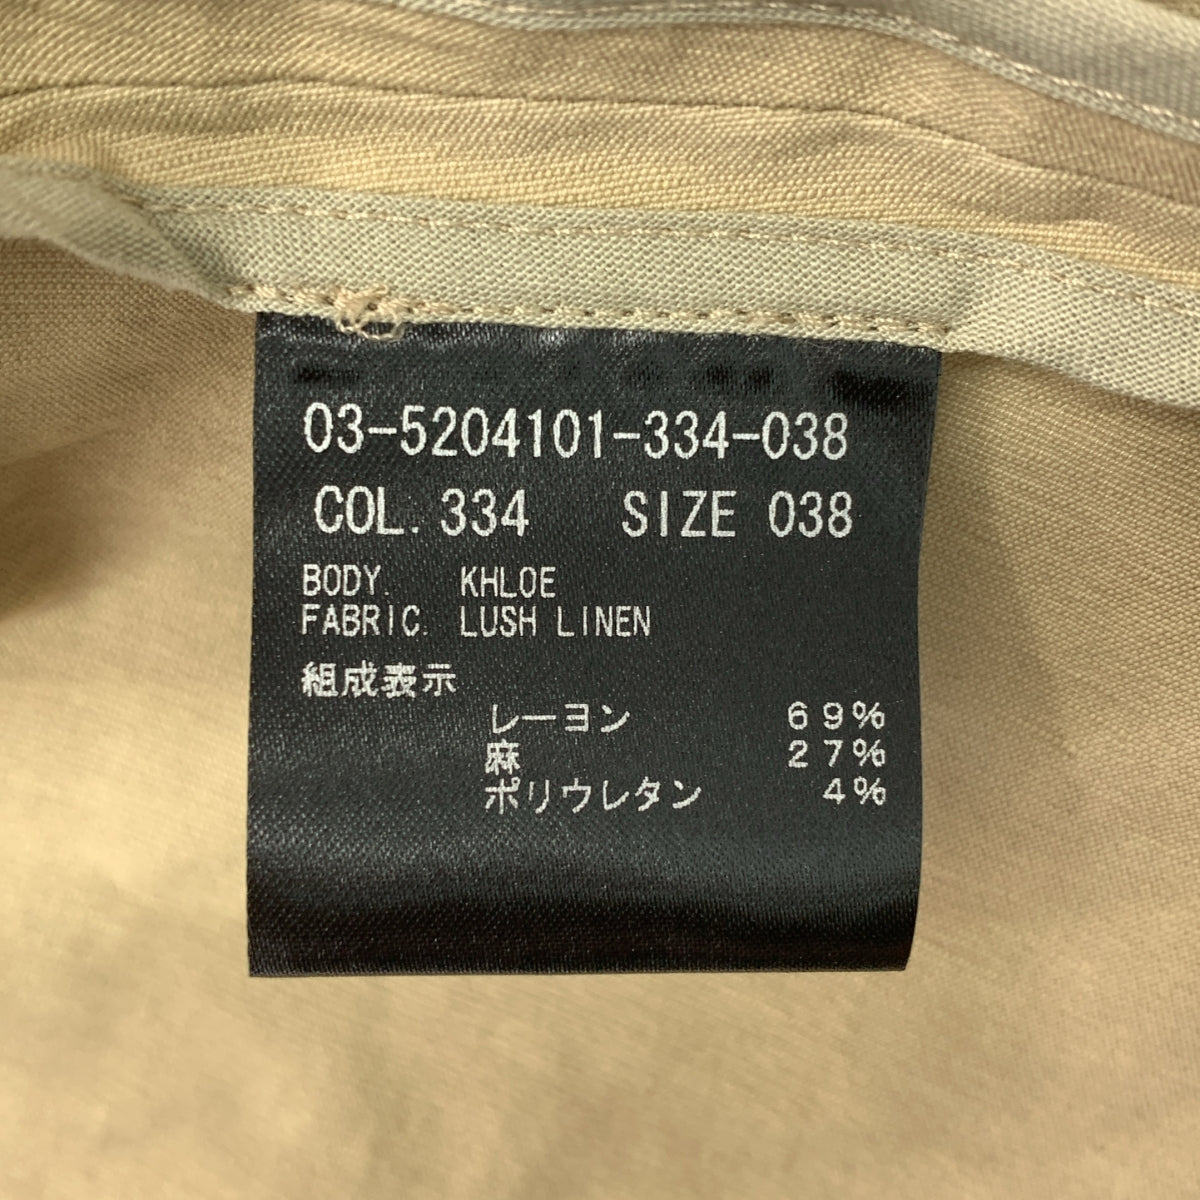 03-5204101-334-038
COL. 334 SIZE 038
BODY. KHLOE
FABRIC. LUSH LINEN
組成表示
レーヨン 69%
麻 27%
ポリウレタン 4%